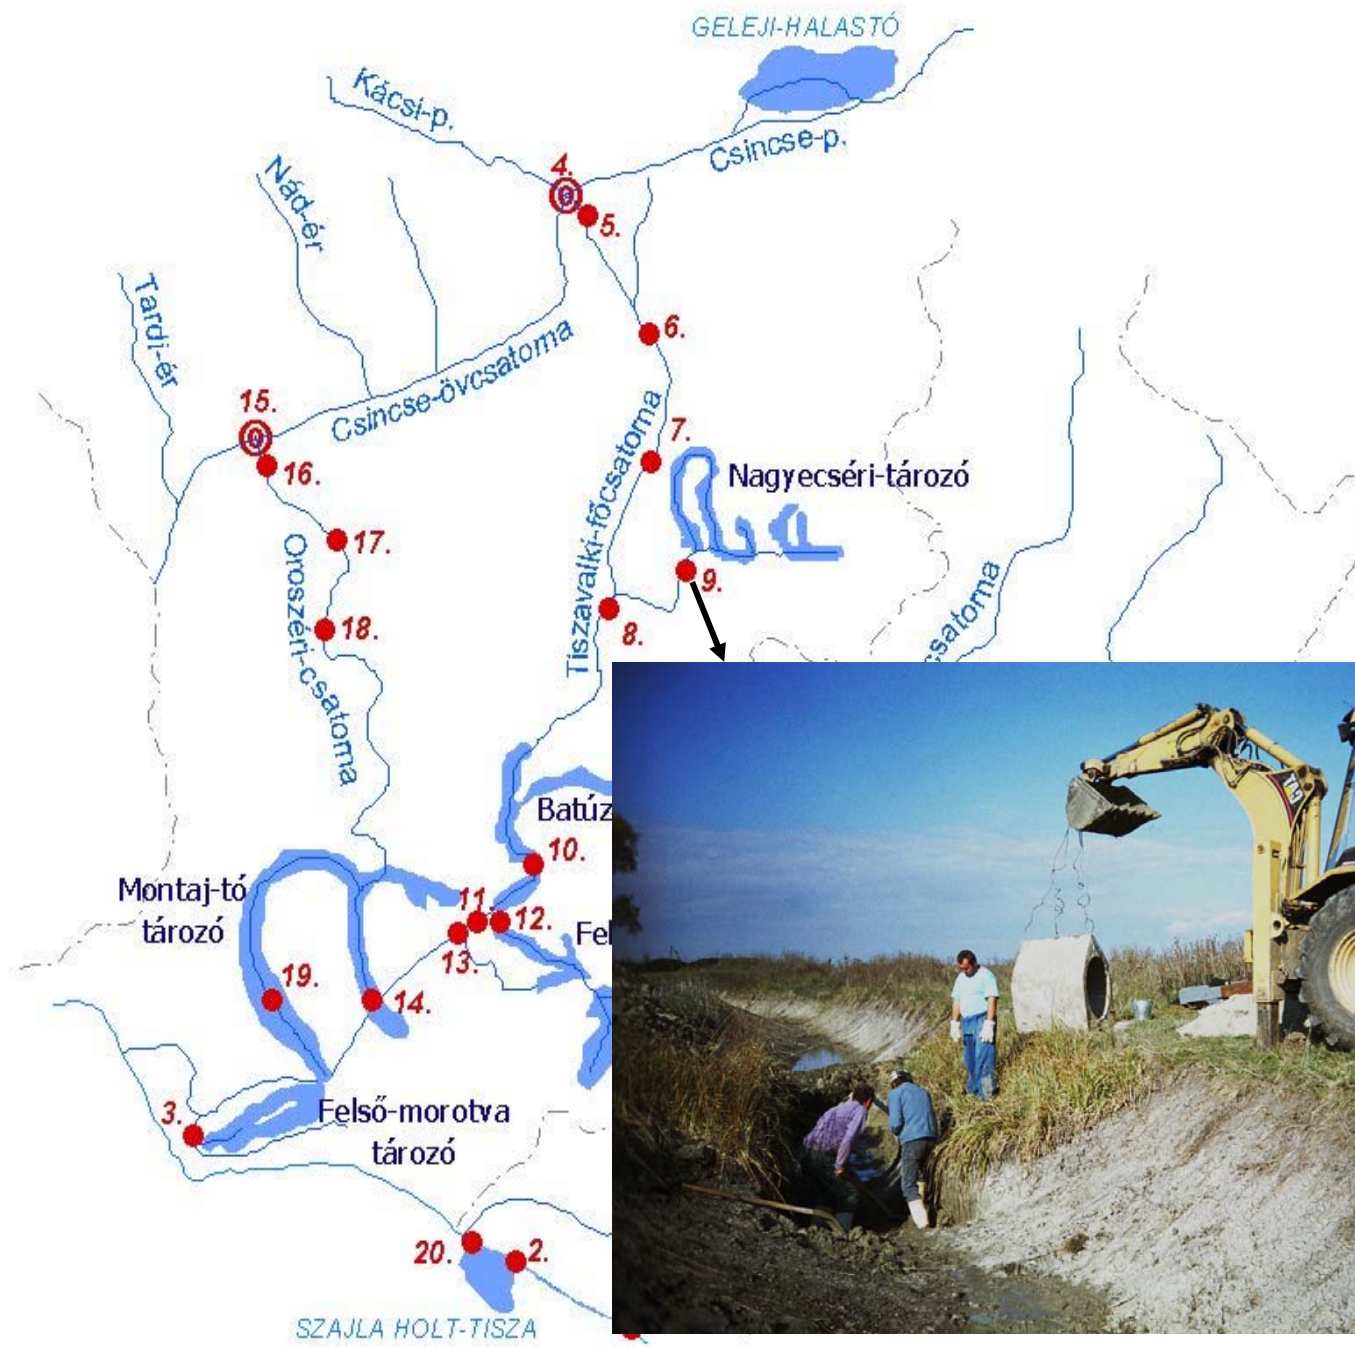 GELEJI-HALASTÓ
Kácsi-p.
Csincse-p.
4.
5.
Nád-ér
Tardi-ér
6.
Csincse-övcsatorna
15.
16.
7.
Nagyecséri-tározó
17.
Oroszéri-csatorna
Tiszavalki-főcsatorna
9.
18.
8.
csatorna
Batúz
10.
Montaj-tó
tározó
11.
12.
Fel
13.
19.
14.
3.
Felső-morotva
tározó
20.
2.
SZAJLA HOLT-TISZA
CAT